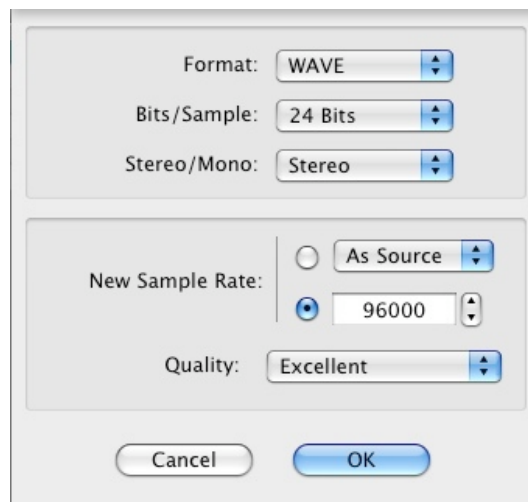 Format: WAVE
Bits/Sample: 24 Bits
Stereo/Mono: Stereo
As Source
New Sample Rate:
96000
Quality: Excellent
Cancel OK